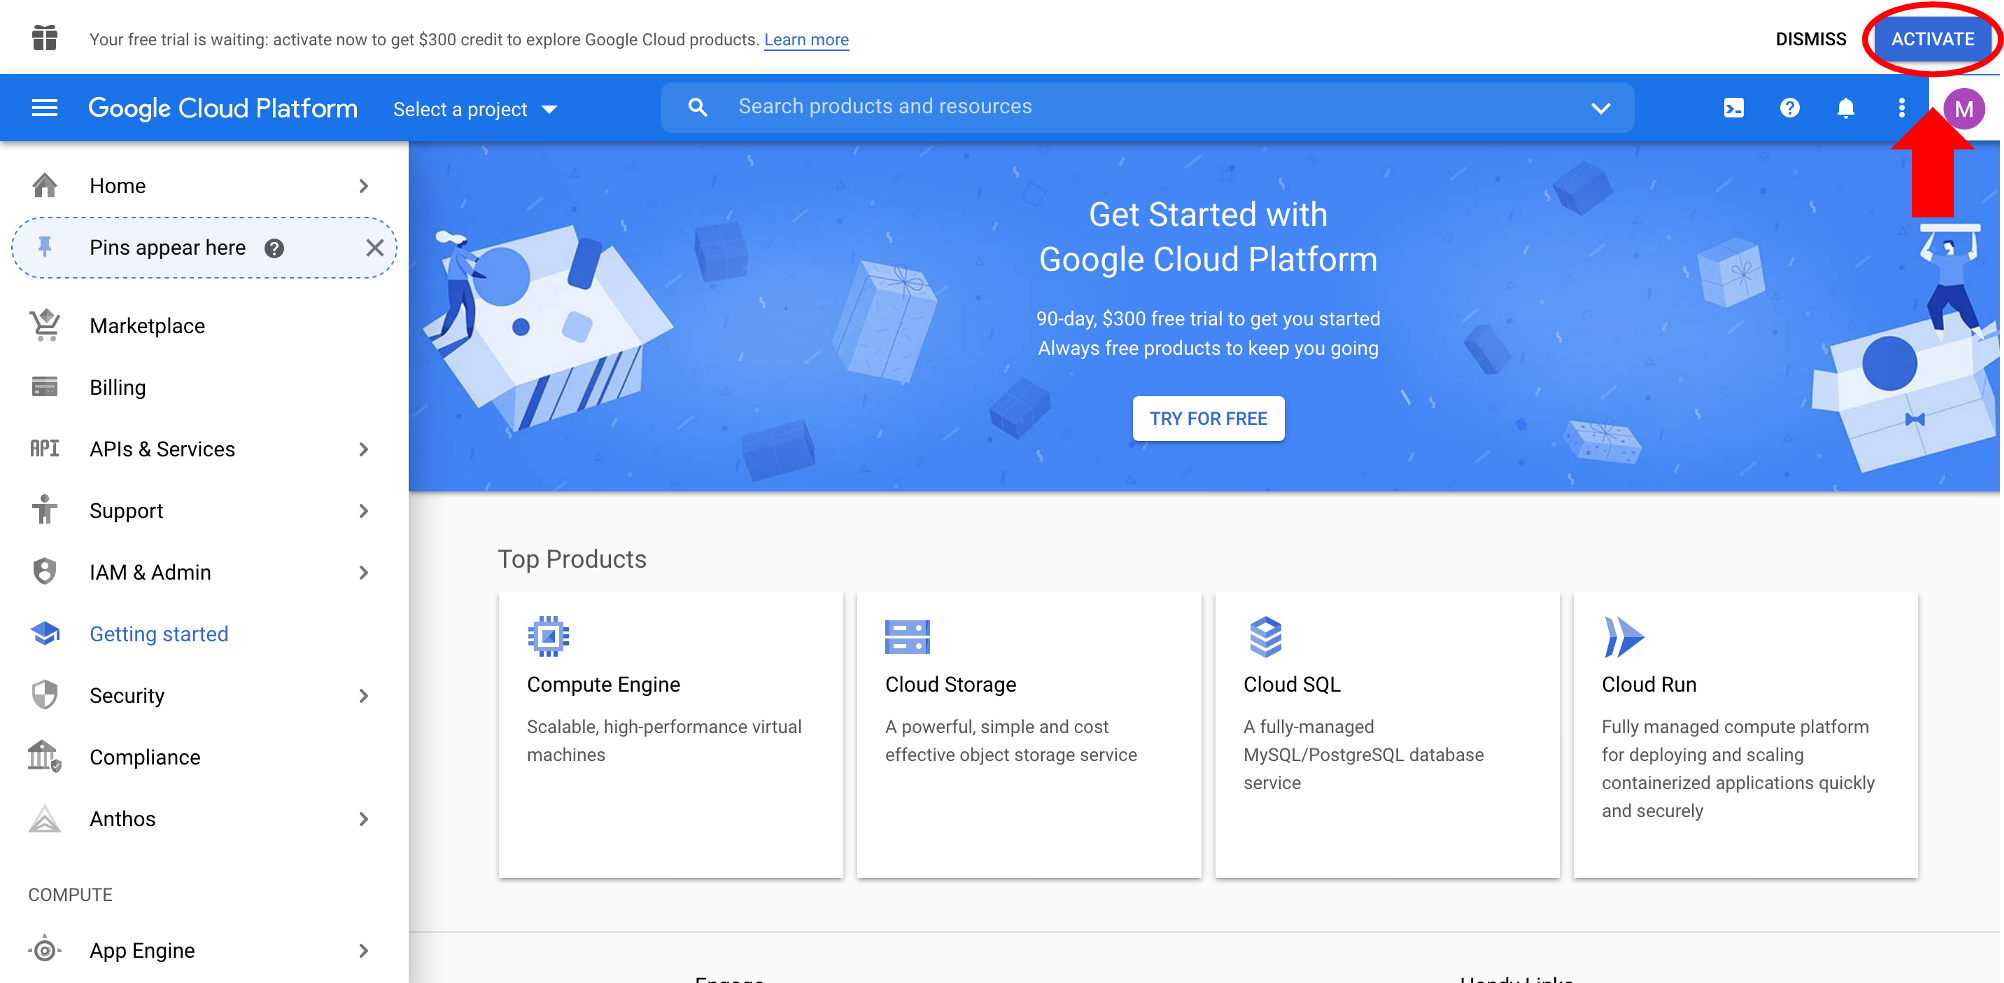 Your free trial is waiting: activate now to get $300 credit to explore Google Cloud products. Learn more
DISMISS
ACTIVATE
Google Cloud Platform
Select a project
Search products and resources
M
Home
Pins appear here
Marketplace
Billing
API
APIs & Services
Support
IAM & Admin
Getting started
Security
Compliance
Anthos
COMPUTE
App Engine
Get Started with
Google Cloud Platform
90-day, $300 free trial to get you started
Always free products to keep you going
TRY FOR FREE
Top Products
Compute Engine
Scalable, high-performance virtual
machines
Cloud Storage
A powerful, simple and cost
effective object storage service
Cloud SQL
A fully-managed
MySQL/PostgreSQL database
service
Cloud Run
Fully managed compute platform
for deploying and scaling
containerized applications quickly
and securely
Engage
Handy Links